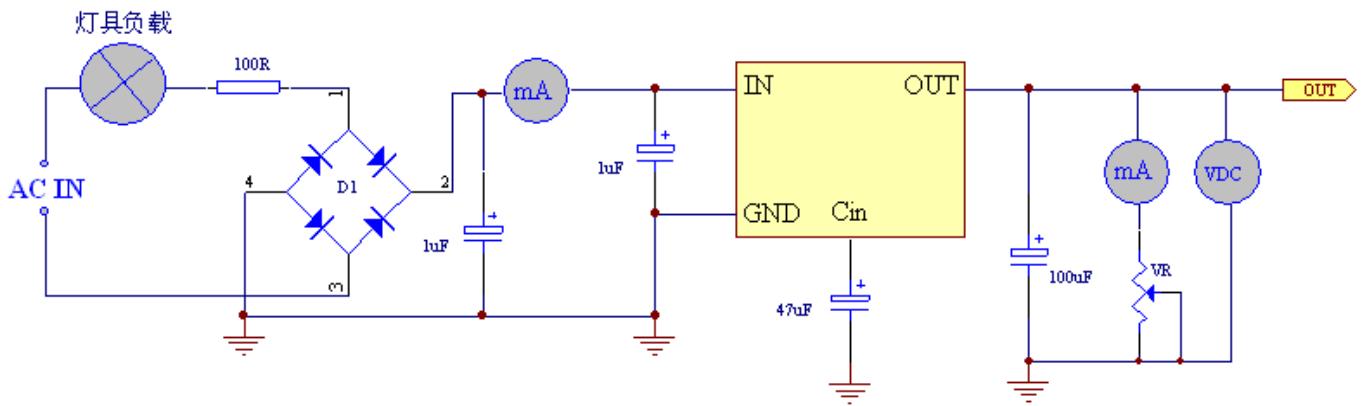 灯具负载
100R
1
mA
IN
OUT
OUT
AC IN
4
D1
2
1uF
mA
VDC
GND
Cin
1uF
3
47uF
100uF
VR